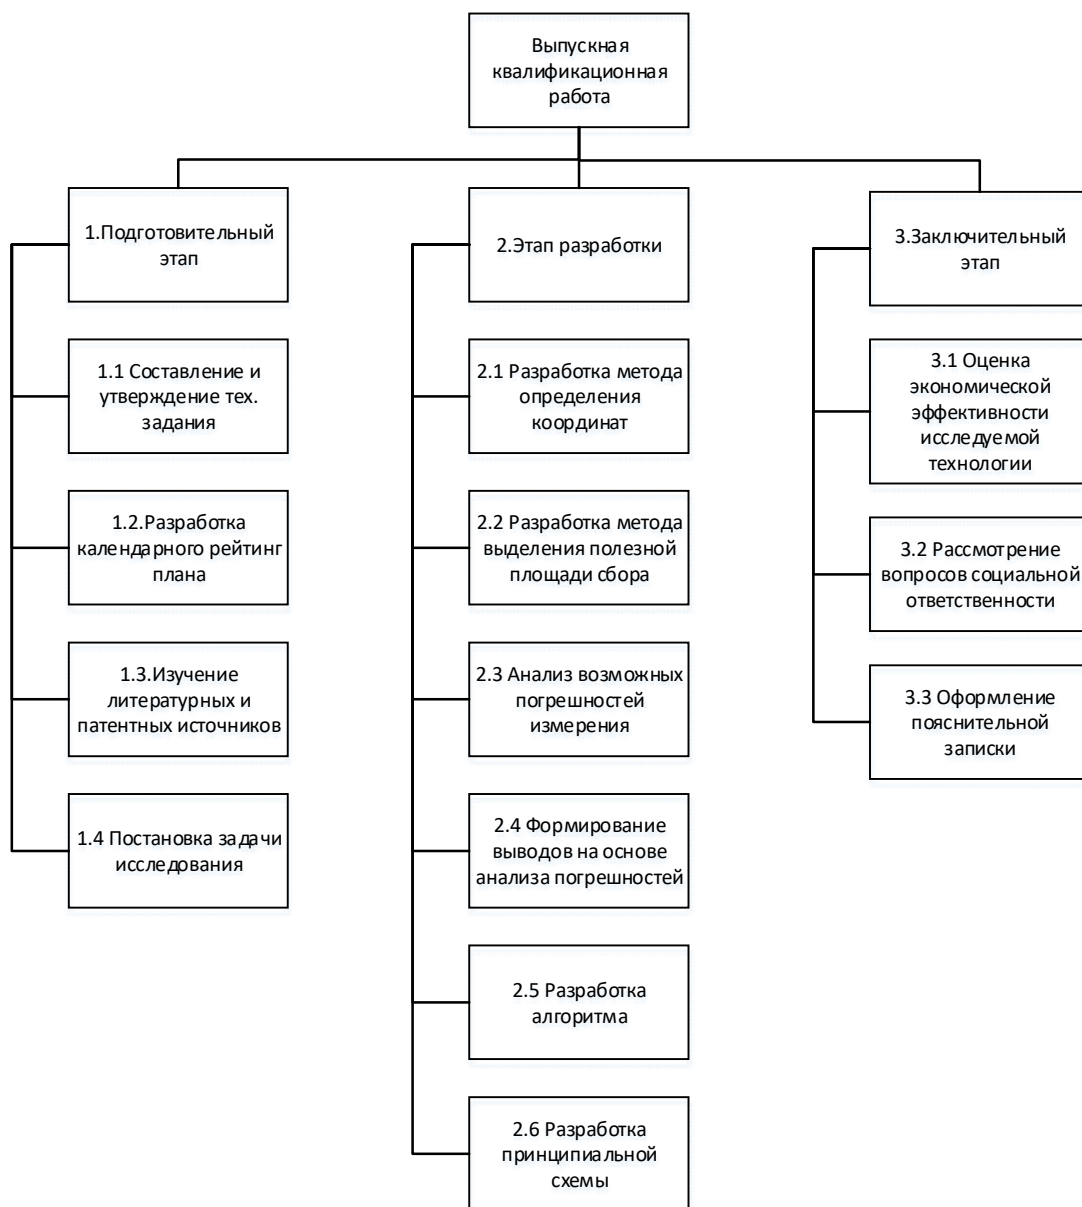 Выпускная
квалификационная
работа
1.Подготовительный
этап
1.1 Составление и
утверждение тех.
задания
1.2.Разработка
календарного рейтинг
плана
1.3.Изучение
литературных и
патентных источников
1.4 Постановка задачи
исследования
2.Этап разработки
2.1 Разработка метода
определения
координат
2.2 Разработка метода
выделения полезной
площади сбора
2.3 Анализ возможных
погрешностей
измерения
2.4 Формирование
выводов на основе
анализа погрешностей
2.5 Разработка
алгоритма
2.6 Разработка
принципиальной
схемы
3.Заключительный
этап
3.1 Оценка
экономической
эффективности
исследуемой
технологии
3.2 Рассмотрение
вопросов социальной
ответственности
3.3 Оформление
пояснительной
записки